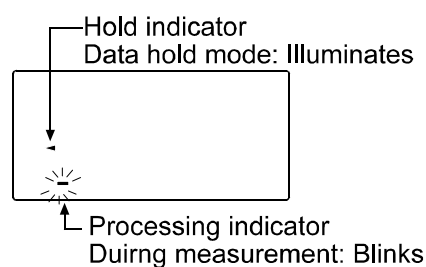 Hold indicator
Data hold mode: Illuminates
Processing indicator
Duirng measurement: Blinks